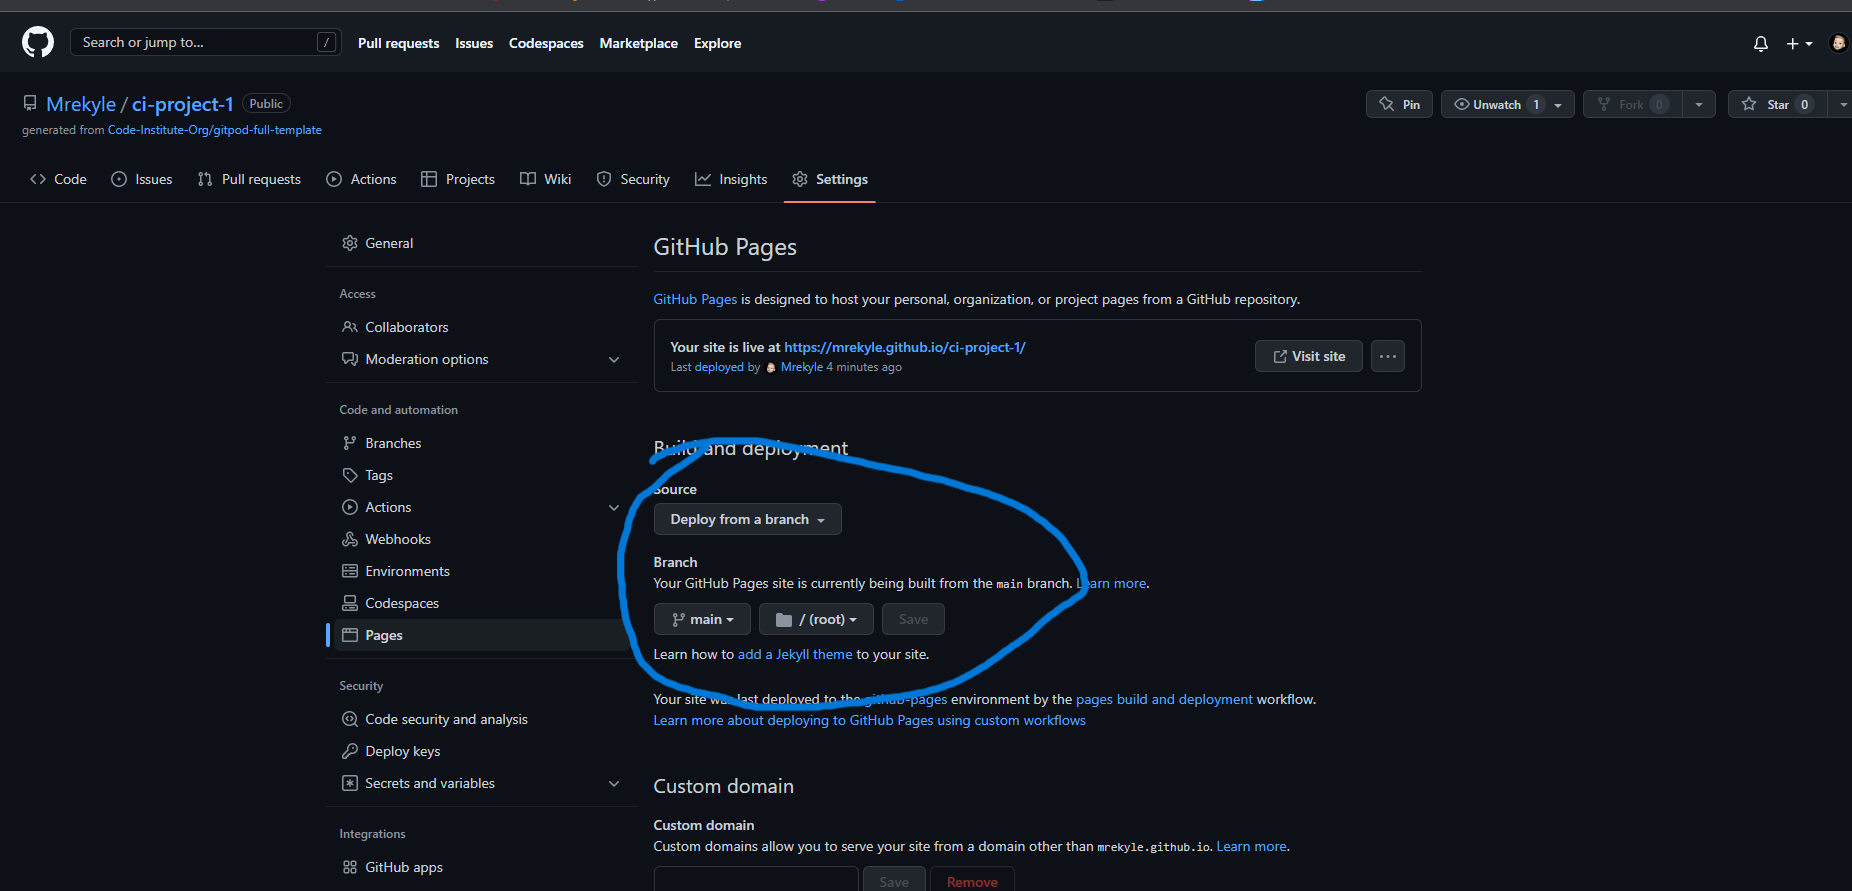 Search or jump to... /
Pull requests Issues Codespaces Marketplace Explore
Mrekyle / ci-project-1 Public
Pin Unwatch 1 Fork 0 Star 0
generated from Code-Institute-Org/gitpod-full-template
Code Issues Pull requests Actions Projects Wiki Security Insights Settings
General
Access
Collaborators
Moderation options
Code and automation
Branches
Tags
Actions
Webhooks
Environments
Codespaces
Pages
Security
Code security and analysis
Deploy keys
Secrets and variables
Integrations
GitHub apps
GitHub Pages
GitHub Pages is designed to host your personal, organization, or project pages from a GitHub repository.
Your site is live at https://mrekyle.github.io/ci-project-1/
Last deployed by Mrekyle 4 minutes ago
Visit site
Build and deployment
Source
Deploy from a branch
Branch
Your GitHub Pages site is currently being built from the main branch. Learn more.
main / (root) Save
Learn how to add a Jekyll theme to your site.
Your site was last deployed to the github-pages environment by the pages build and deployment workflow.
Learn more about deploying to GitHub Pages using custom workflows
Custom domain
Custom domain
Custom domains allow you to serve your site from a domain other than mrekyle.github.io. Learn more.
Save Remove